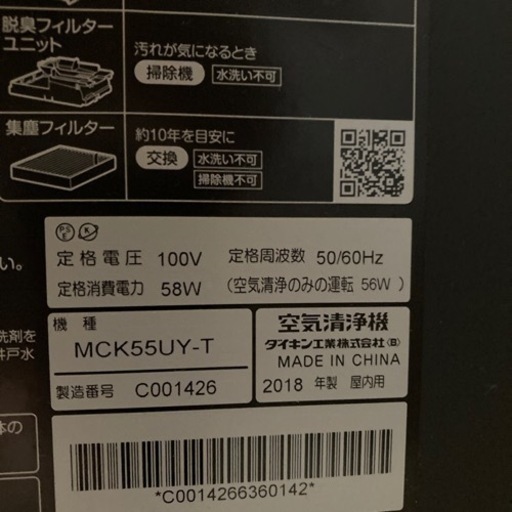 脱臭フィルター
ユニット
汚れが気になるとき
掃除機 水洗い不可
集塵フィルター
約10年を目安に
交換 水洗い不可
掃除機不可
い。
定格電圧 100V 定格周波数 50/60Hz
定格消費電力 58W (空気清浄のみの運転 56W)
洗剤を
井戸水
機種
MCK55UY-T
製造番号 C001426
空気清浄機
ダイキン工業株式会社(B)
MADE IN CHINA
2018 年製 屋内用
体の
*C0014266360142*